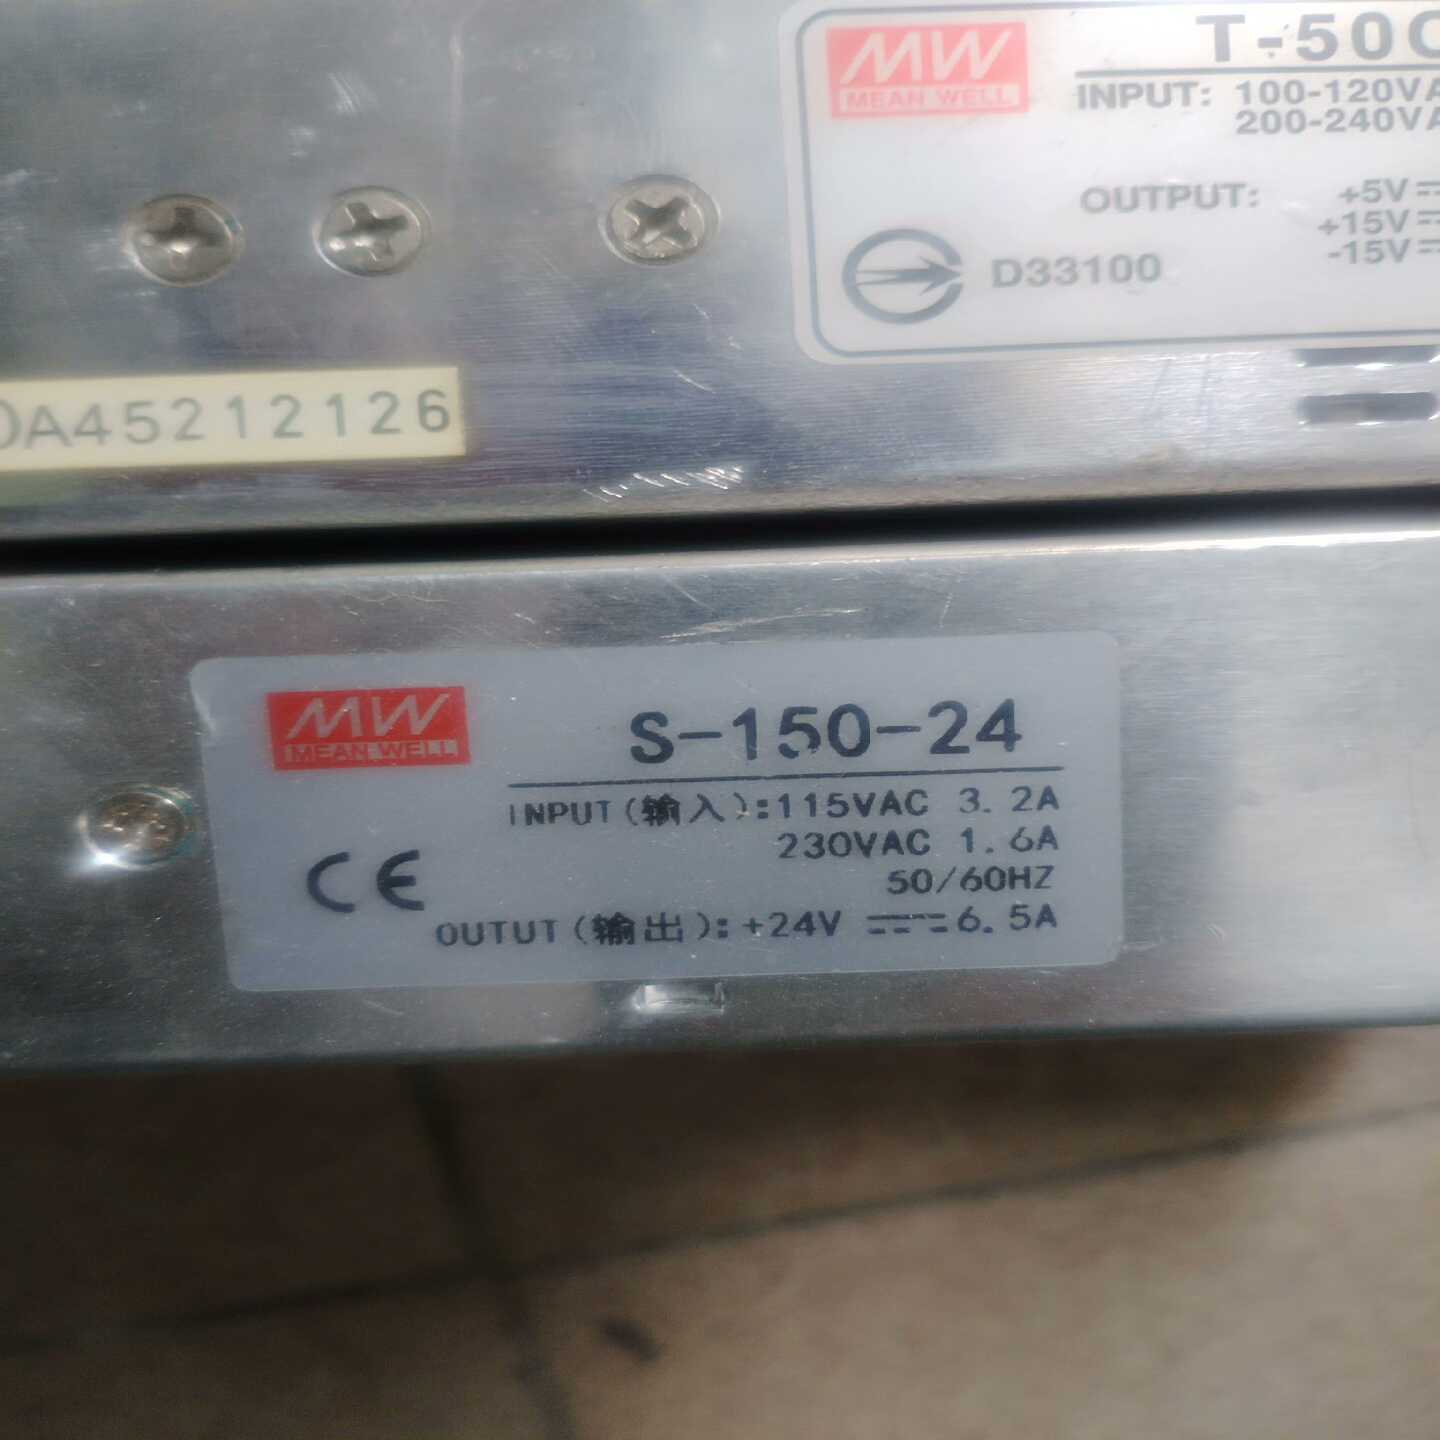 MW
MEAN WELL
T-50C
INPUT: 100-120VA
200-240VA
OUTPUT: +5V
+15V
-15V
D33100
0A45212126
MW
MEAN WELL
S-150-24
INPUT(输入):115VAC 3.2A
230VAC 1.6A
50/60HZ
CE
OUTUT(输出):+24V ⎓ ⎓6.5A